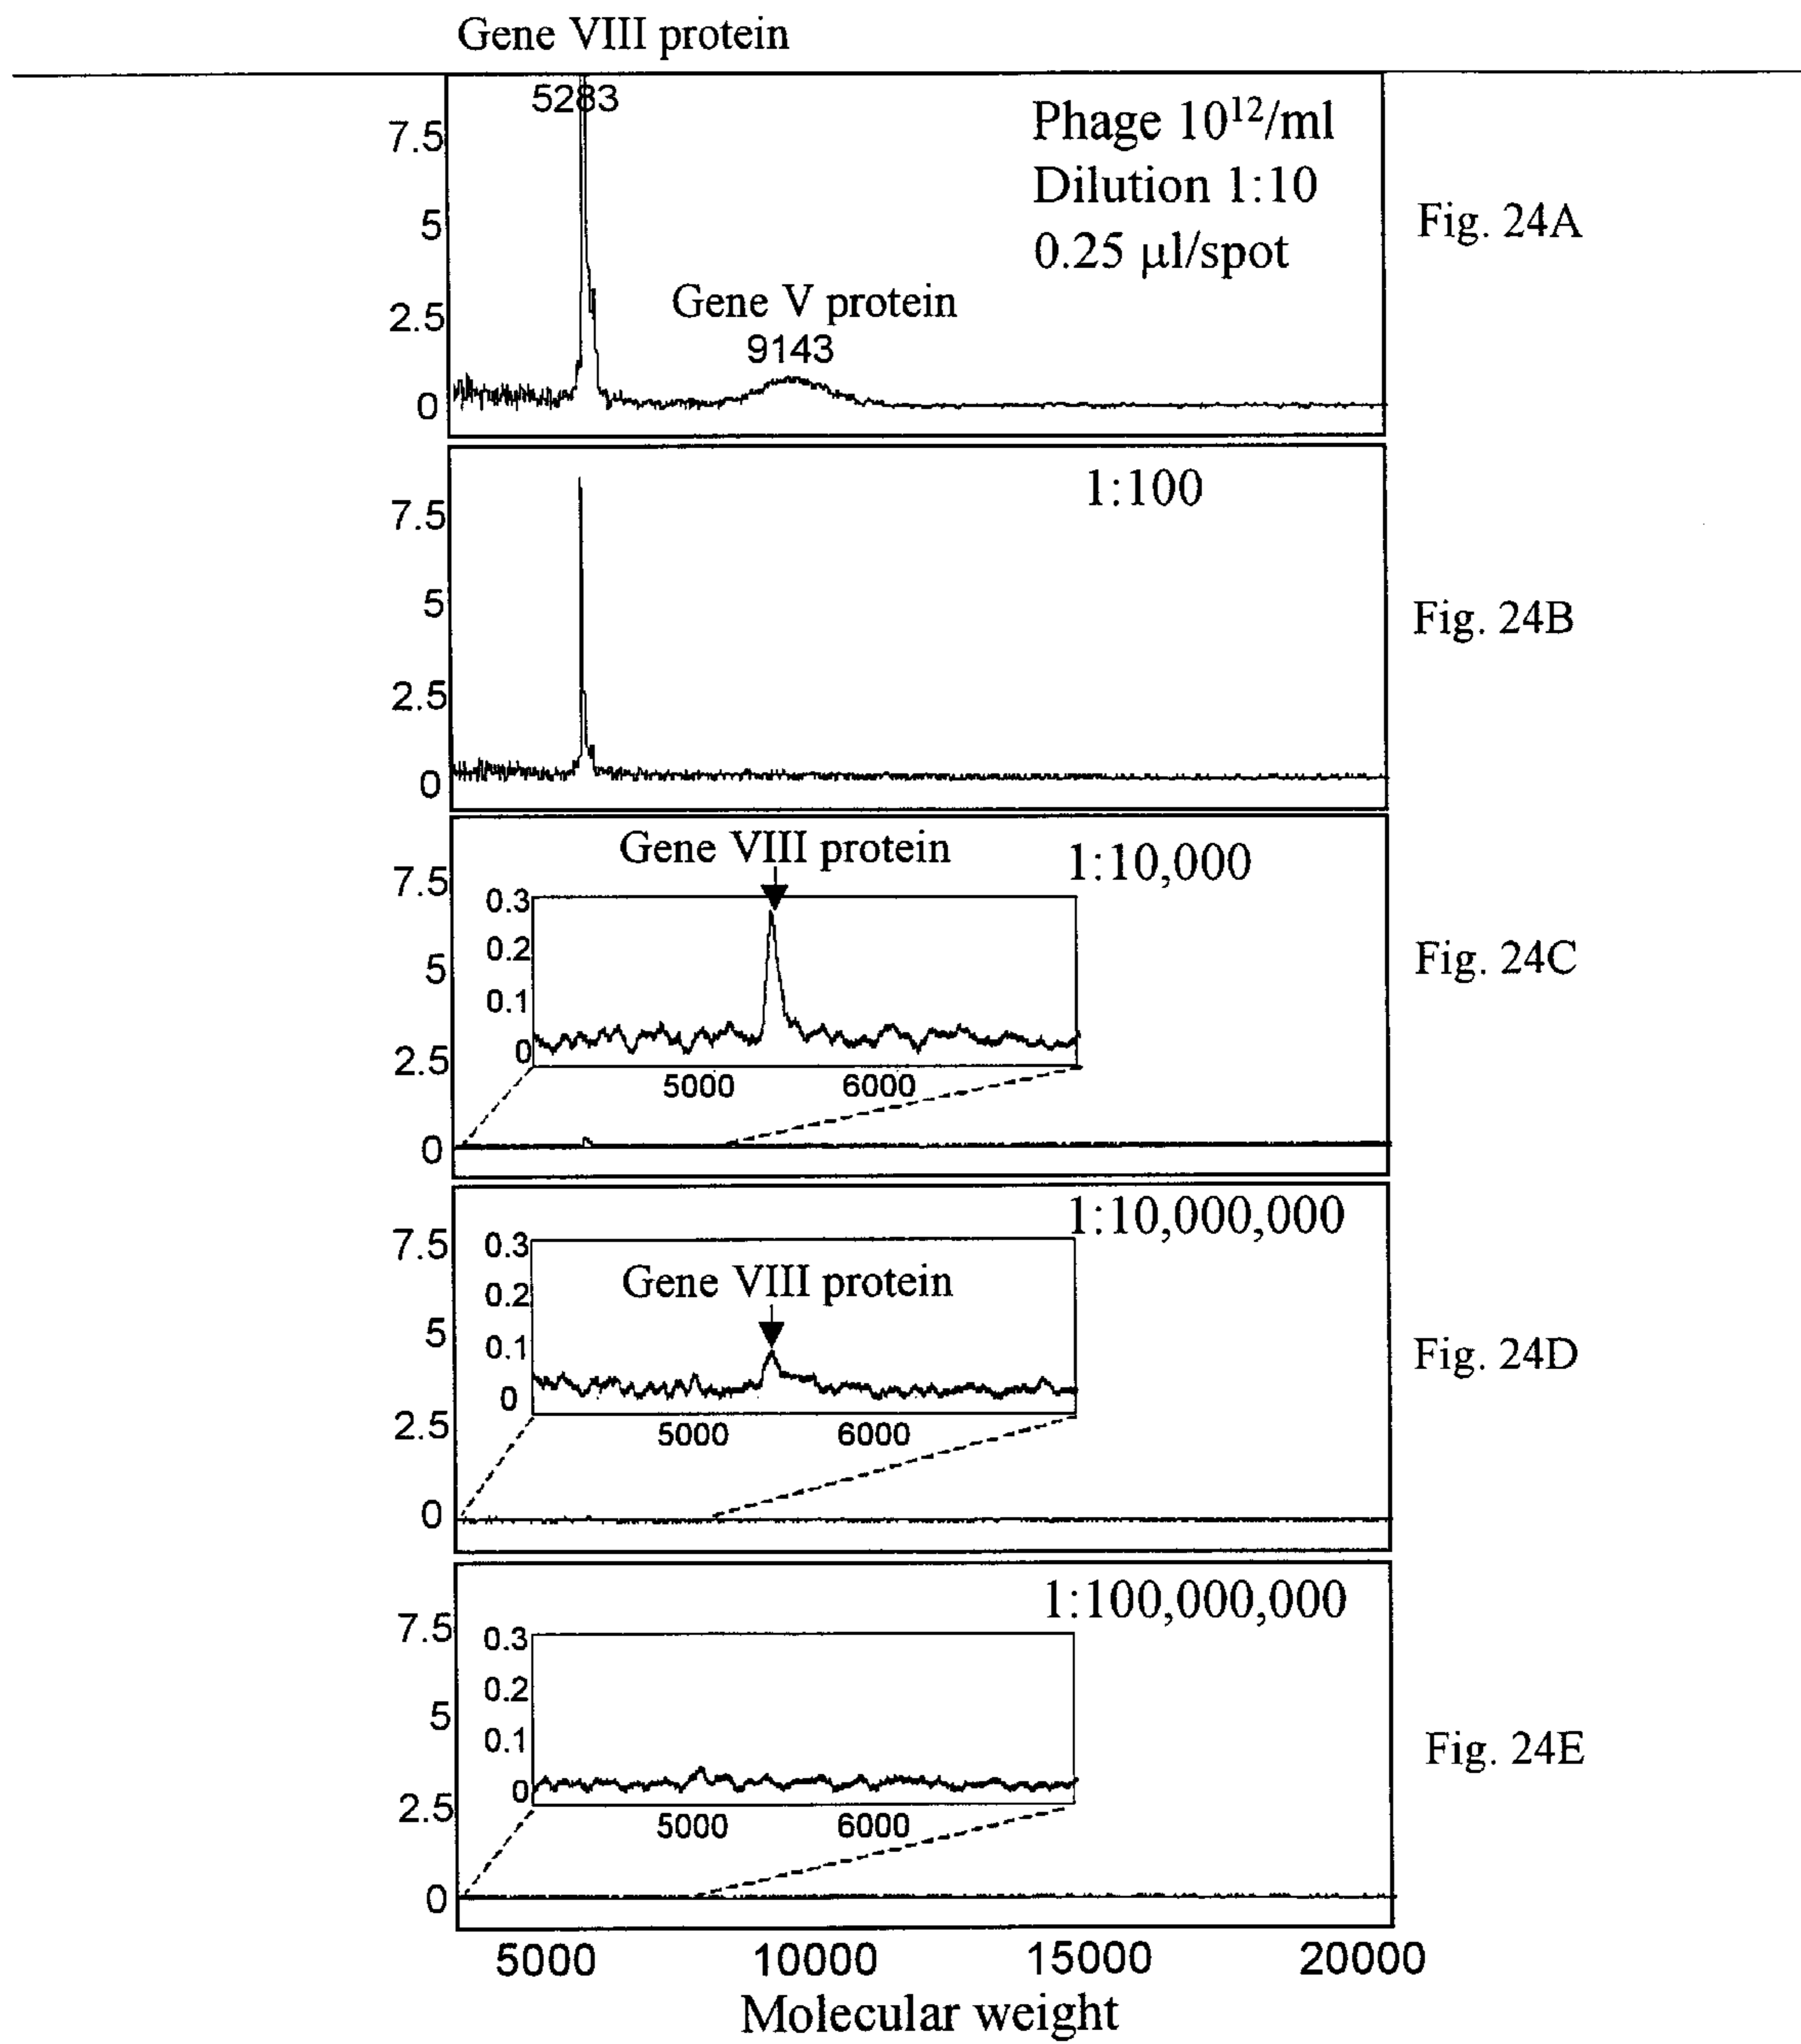 Gene VIII protein
5283
Phage 10¹²/ml
Dilution 1:10
0.25 µl/spot
7.5
5
2.5
0
Gene V protein
9143
Fig. 24A
1:100
7.5
5
2.5
0
Fig. 24B
Gene VIII protein
1:10,000
7.5
5
2.5
0
0.3
0.2
0.1
0
5000 6000
Fig. 24C
1:10,000,000
7.5
5
2.5
0
0.3
0.2
0.1
0
Gene VIII protein
5000 6000
Fig. 24D
1:100,000,000
7.5
5
2.5
0
0.3
0.2
0.1
0
5000 6000
Fig. 24E
5000 10000 15000 20000
Molecular weight